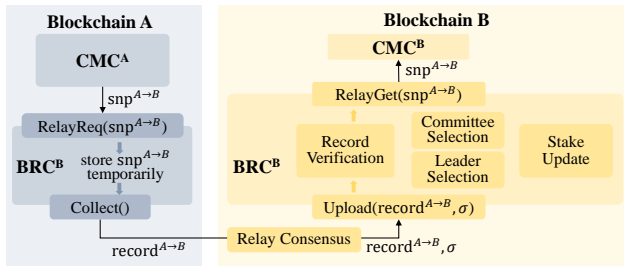 Blockchain A
CMC^A
snp^{A→B}
RelayReq(snp^{A→B})
store snp^{A→B}
temporarily
BRC^B
Collect()
record^{A→B}
Relay Consensus
record^{A→B}, σ
Blockchain B
CMC^B
snp^{A→B}
RelayGet(snp^{A→B})
Record
Verification
Committee
Selection
Leader
Selection
Stake
Update
BRC^B
Upload(record^{A→B}, σ)